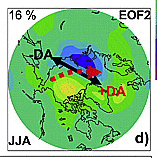 16 % EOF2
-DA
+DA
JJA d)